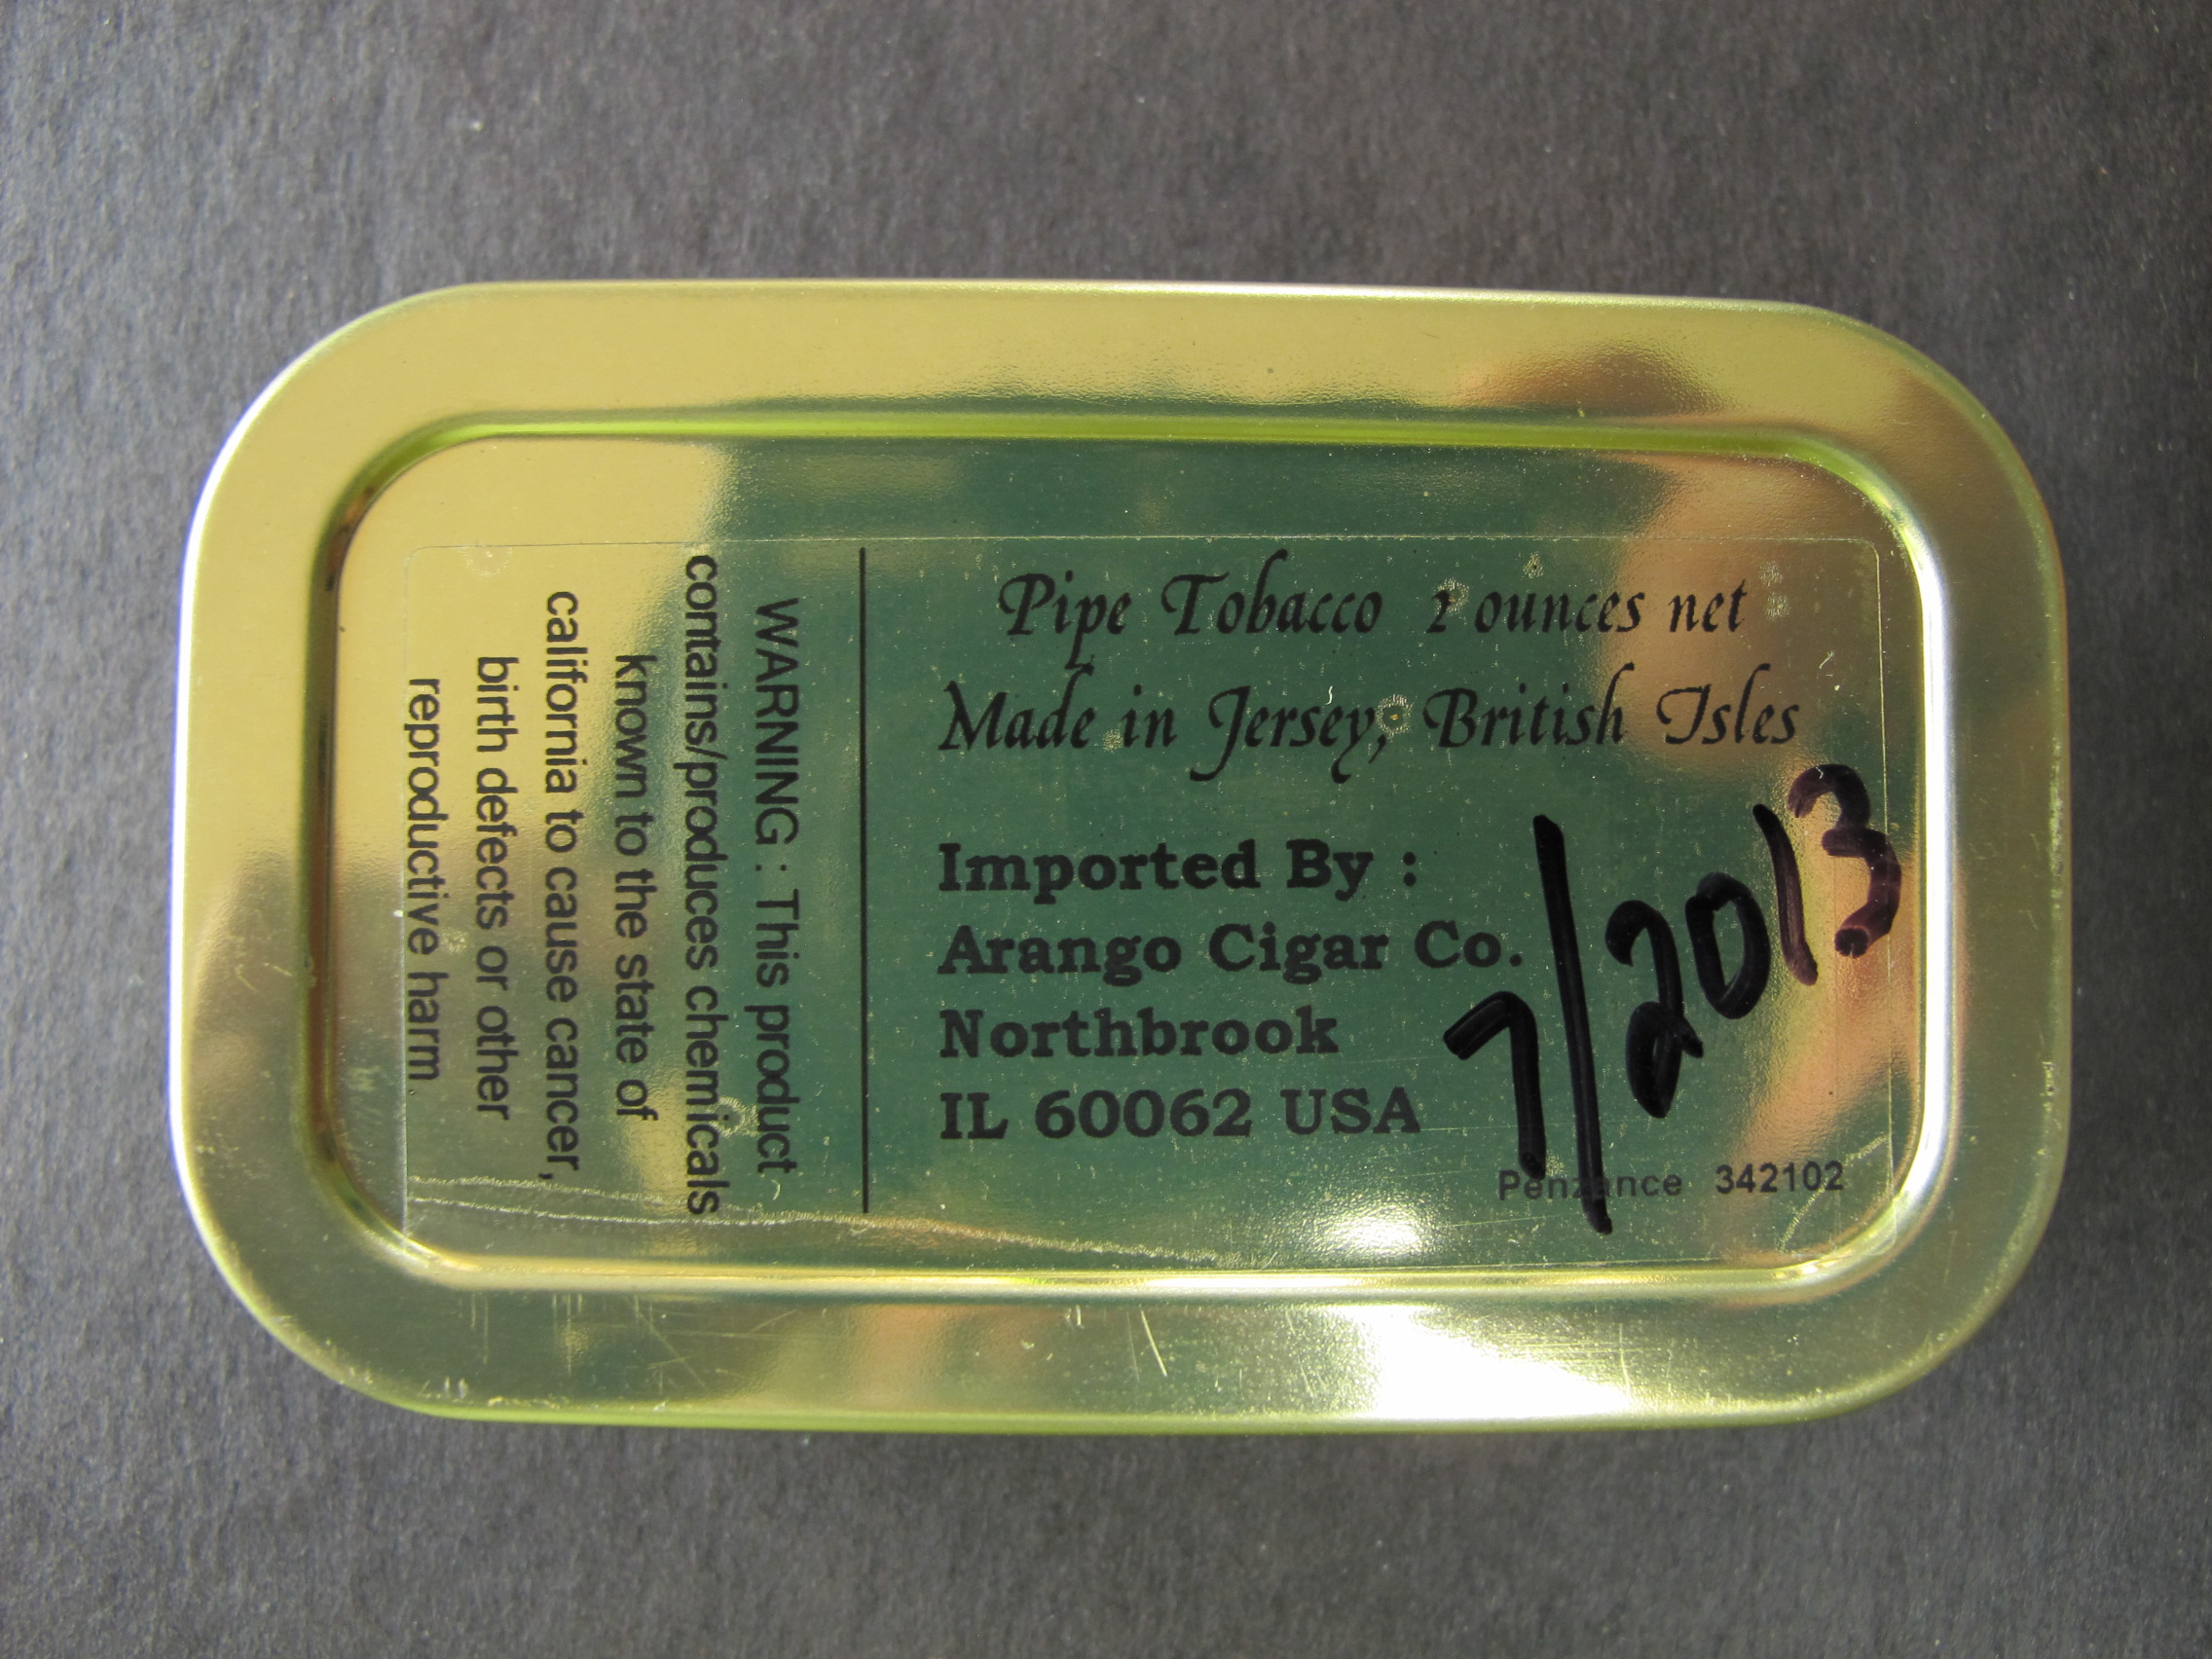 Pipe Tobacco 2 ounces net
Made in Jersey, British Isles
Imported By :
Arango Cigar Co.
Northbrook
IL 60062 USA
7/2013
Penzance 342102
WARNING : This product
contains/produces chemicals
known to the state of
california to cause cancer,
birth defects or other
reproductive harm.